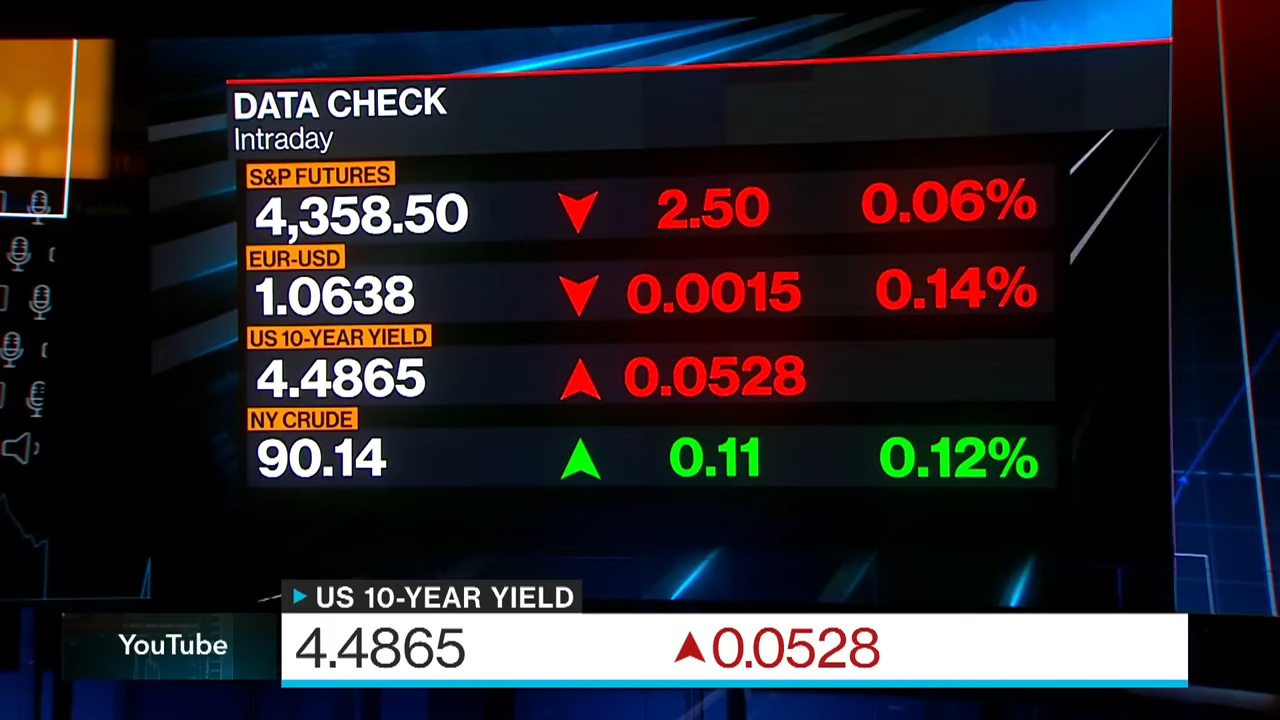 DATA CHECK
Intraday
S&P FUTURES
4,358.50 ▼ 2.50 0.06%
EUR-USD
1.0638 ▼ 0.0015 0.14%
US 10-YEAR YIELD
4.4865 ▲ 0.0528
NY CRUDE
90.14 ▲ 0.11 0.12%
US 10-YEAR YIELD
YouTube 4.4865 ▲0.0528